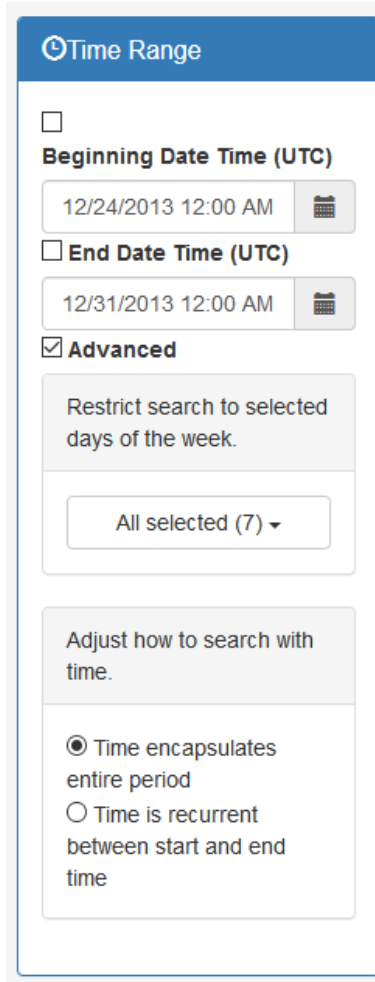 Time Range
Beginning Date Time (UTC)
12/24/2013 12:00 AM
End Date Time (UTC)
12/31/2013 12:00 AM
Advanced
Restrict search to selected
days of the week.
All selected (7)
Adjust how to search with
time.
Time encapsulates
entire period
Time is recurrent
between start and end
time